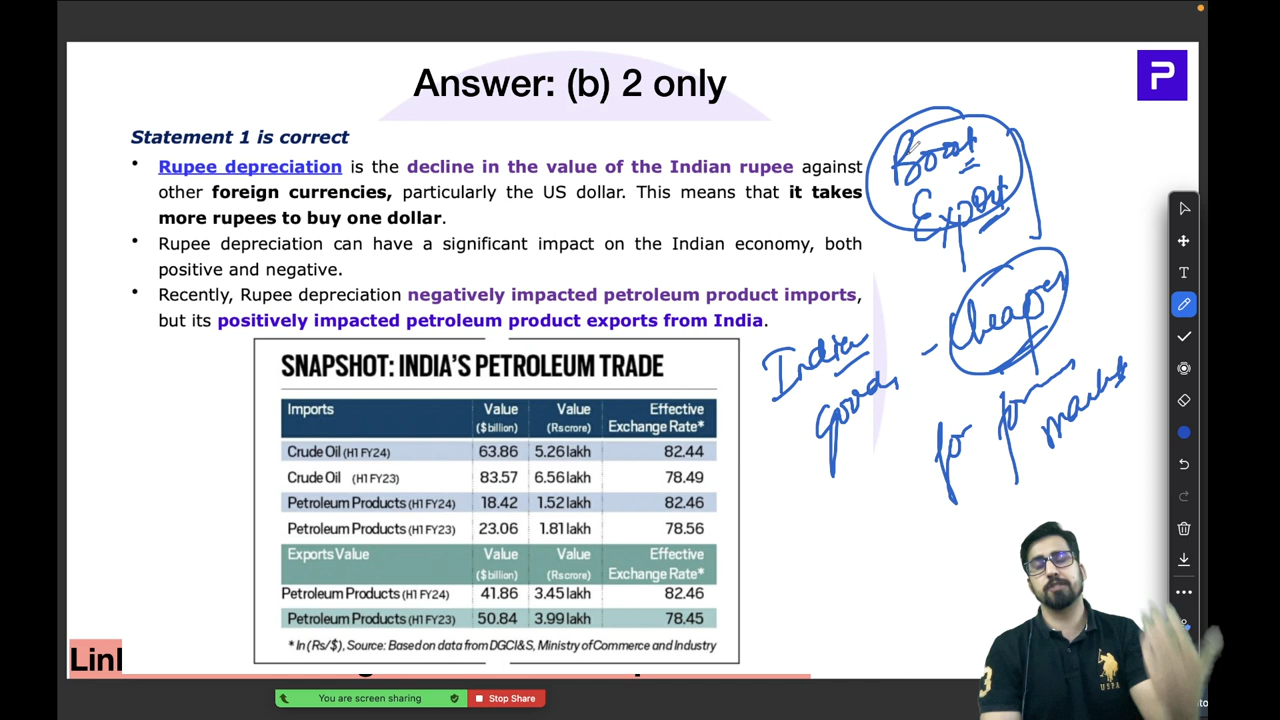 Answer: (b) 2 only
P
Statement 1 is correct
• Rupee depreciation is the decline in the value of the Indian rupee against
other foreign currencies, particularly the US dollar. This means that it takes
more rupees to buy one dollar.
• Rupee depreciation can have a significant impact on the Indian economy, both
positive and negative.
• Recently, Rupee depreciation negatively impacted petroleum product imports,
but its positively impacted petroleum product exports from India.
SNAPSHOT: INDIA'S PETROLEUM TRADE
Imports Value ($ billion) Value (Rs crore) Effective Exchange Rate*
Crude Oil (H1 FY24) 63.86 5.26 lakh 82.44
Crude Oil (H1 FY23) 83.57 6.56 lakh 78.49
Petroleum Products (H1 FY24) 18.42 1.52 lakh 82.46
Petroleum Products (H1 FY23) 23.06 1.81 lakh 78.56
Exports Value Value ($ billion) Value (Rs crore) Effective Exchange Rate*
Petroleum Products (H1 FY24) 41.86 3.45 lakh 82.46
Petroleum Products (H1 FY23) 50.84 3.99 lakh 78.45
* In (Rs/$), Source: Based on data from DGCI&S, Ministry of Commerce and Industry
Boost
Export
Indian
goods - Cheaper
for
T
You are screen sharing Stop Share
3
USPA